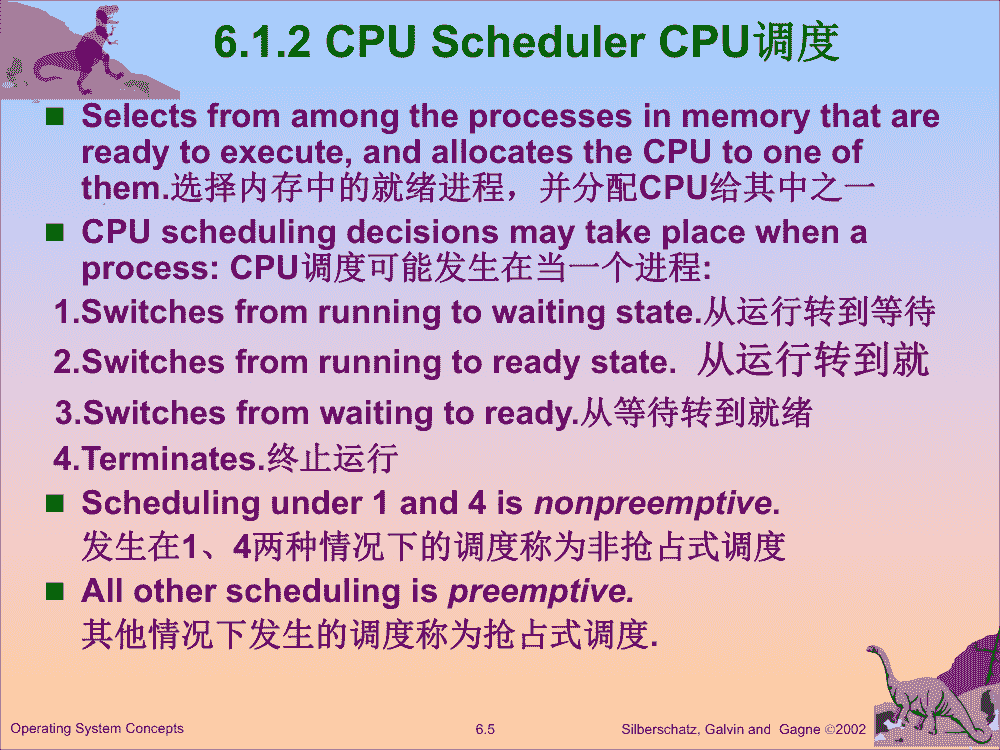 6.1.2 CPU Scheduler CPU调度
Selects from among the processes in memory that are
ready to execute, and allocates the CPU to one of
them.选择内存中的就绪进程，并分配CPU给其中之一
CPU scheduling decisions may take place when a
process: CPU调度可能发生在当一个进程:
1.Switches from running to waiting state.从运行转到等待
2.Switches from running to ready state. 从运行转到就
3.Switches from waiting to ready.从等待转到就绪
4.Terminates.终止运行
Scheduling under 1 and 4 is nonpreemptive.
发生在1、4两种情况下的调度称为非抢占式调度
All other scheduling is preemptive.
其他情况下发生的调度称为抢占式调度.
Operating System Concepts
6.5
Silberschatz, Galvin and Gagne ©2002